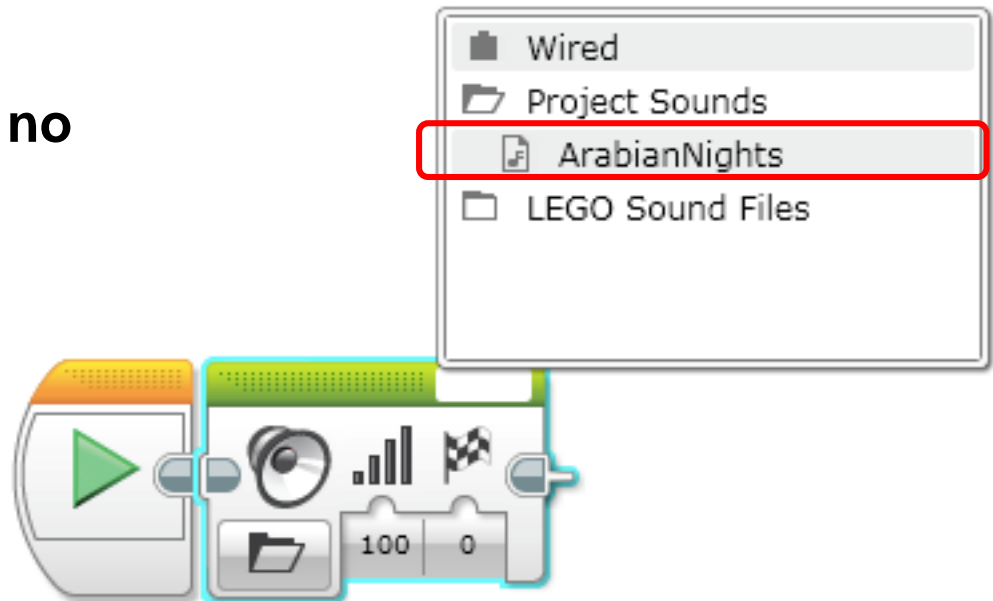 Wired
Project Sounds
no
ArabianNights
LEGO Sound Files
100 0